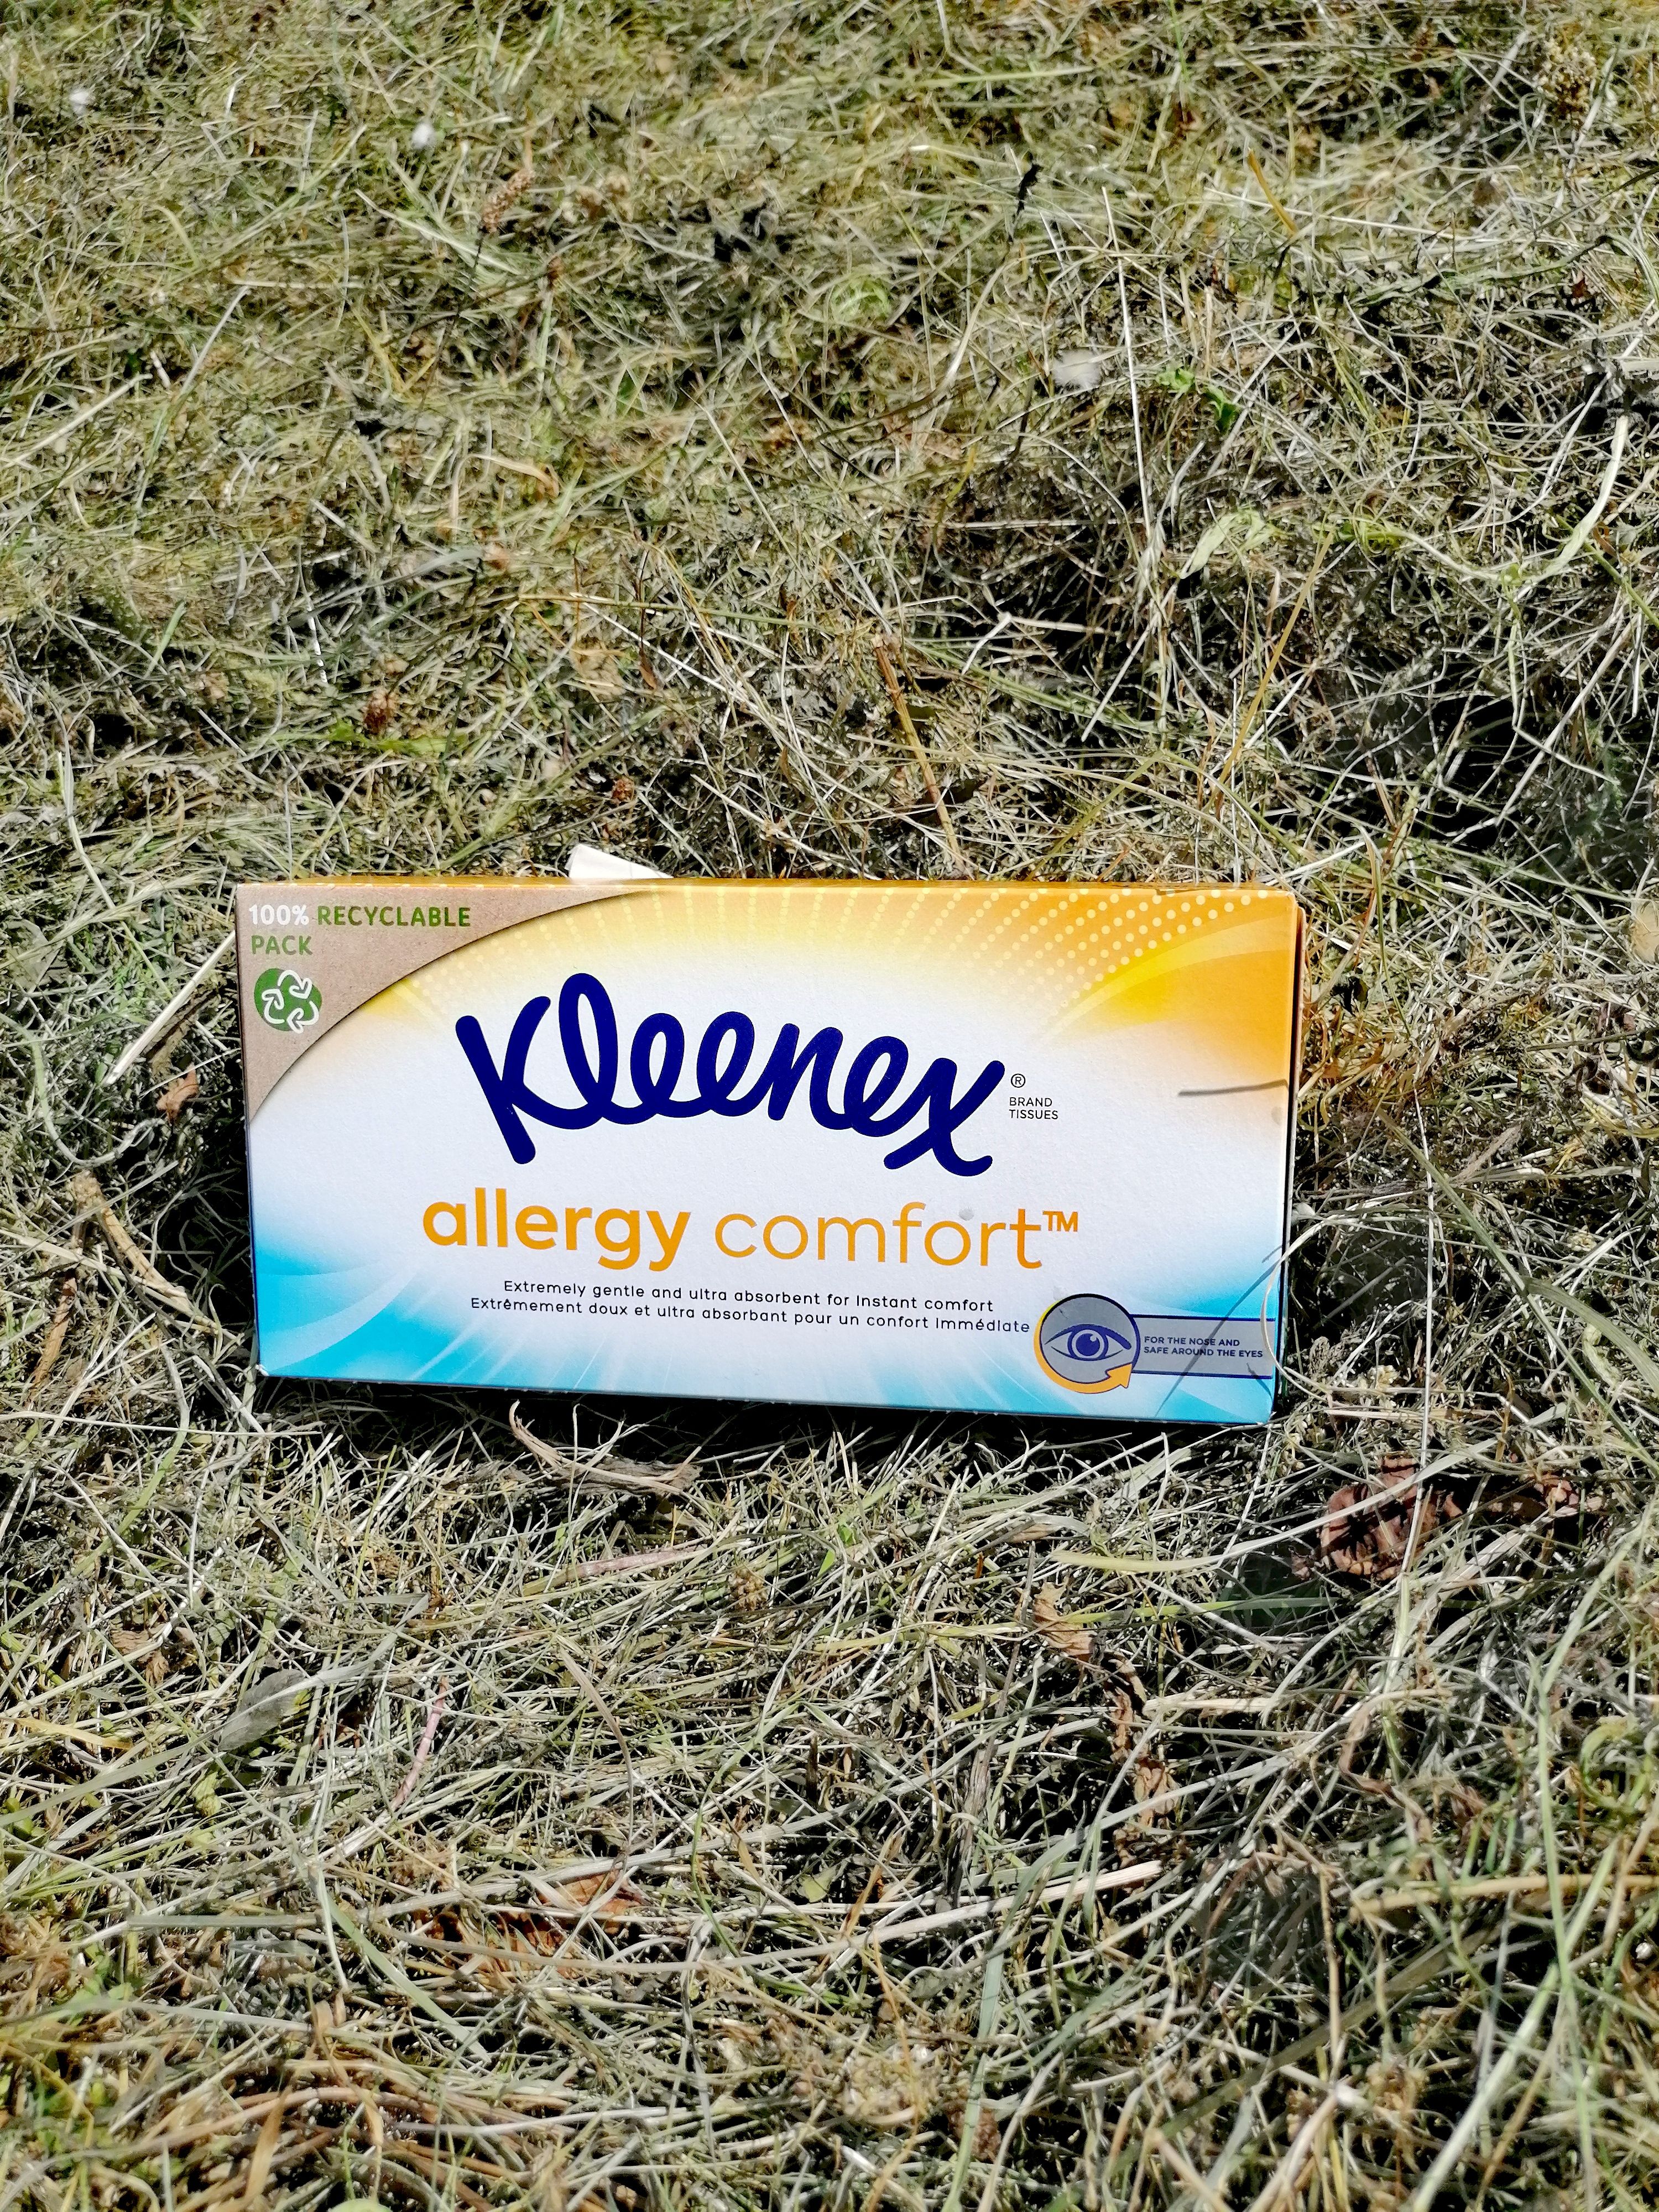 100% RECYCLABLE
PACK
Kleenex®
BRAND
TISSUES
allergy comfort™
Extremely gentle and ultra absorbent for instant comfort
Extrêmement doux et ultra absorbant pour un confort immédiate
FOR THE NOSE AND
SAFE AROUND THE EYES